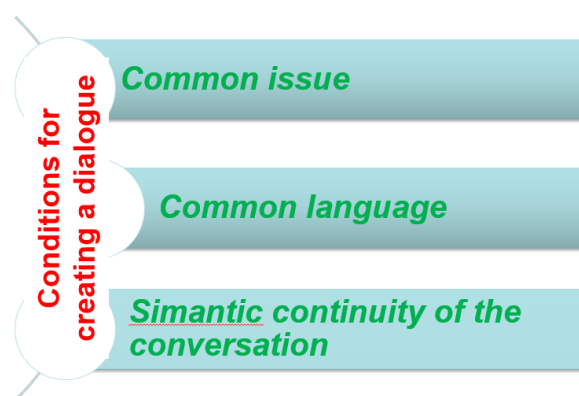 Conditions for
creating a dialogue
Common issue
Common language
Simantic continuity of the
conversation